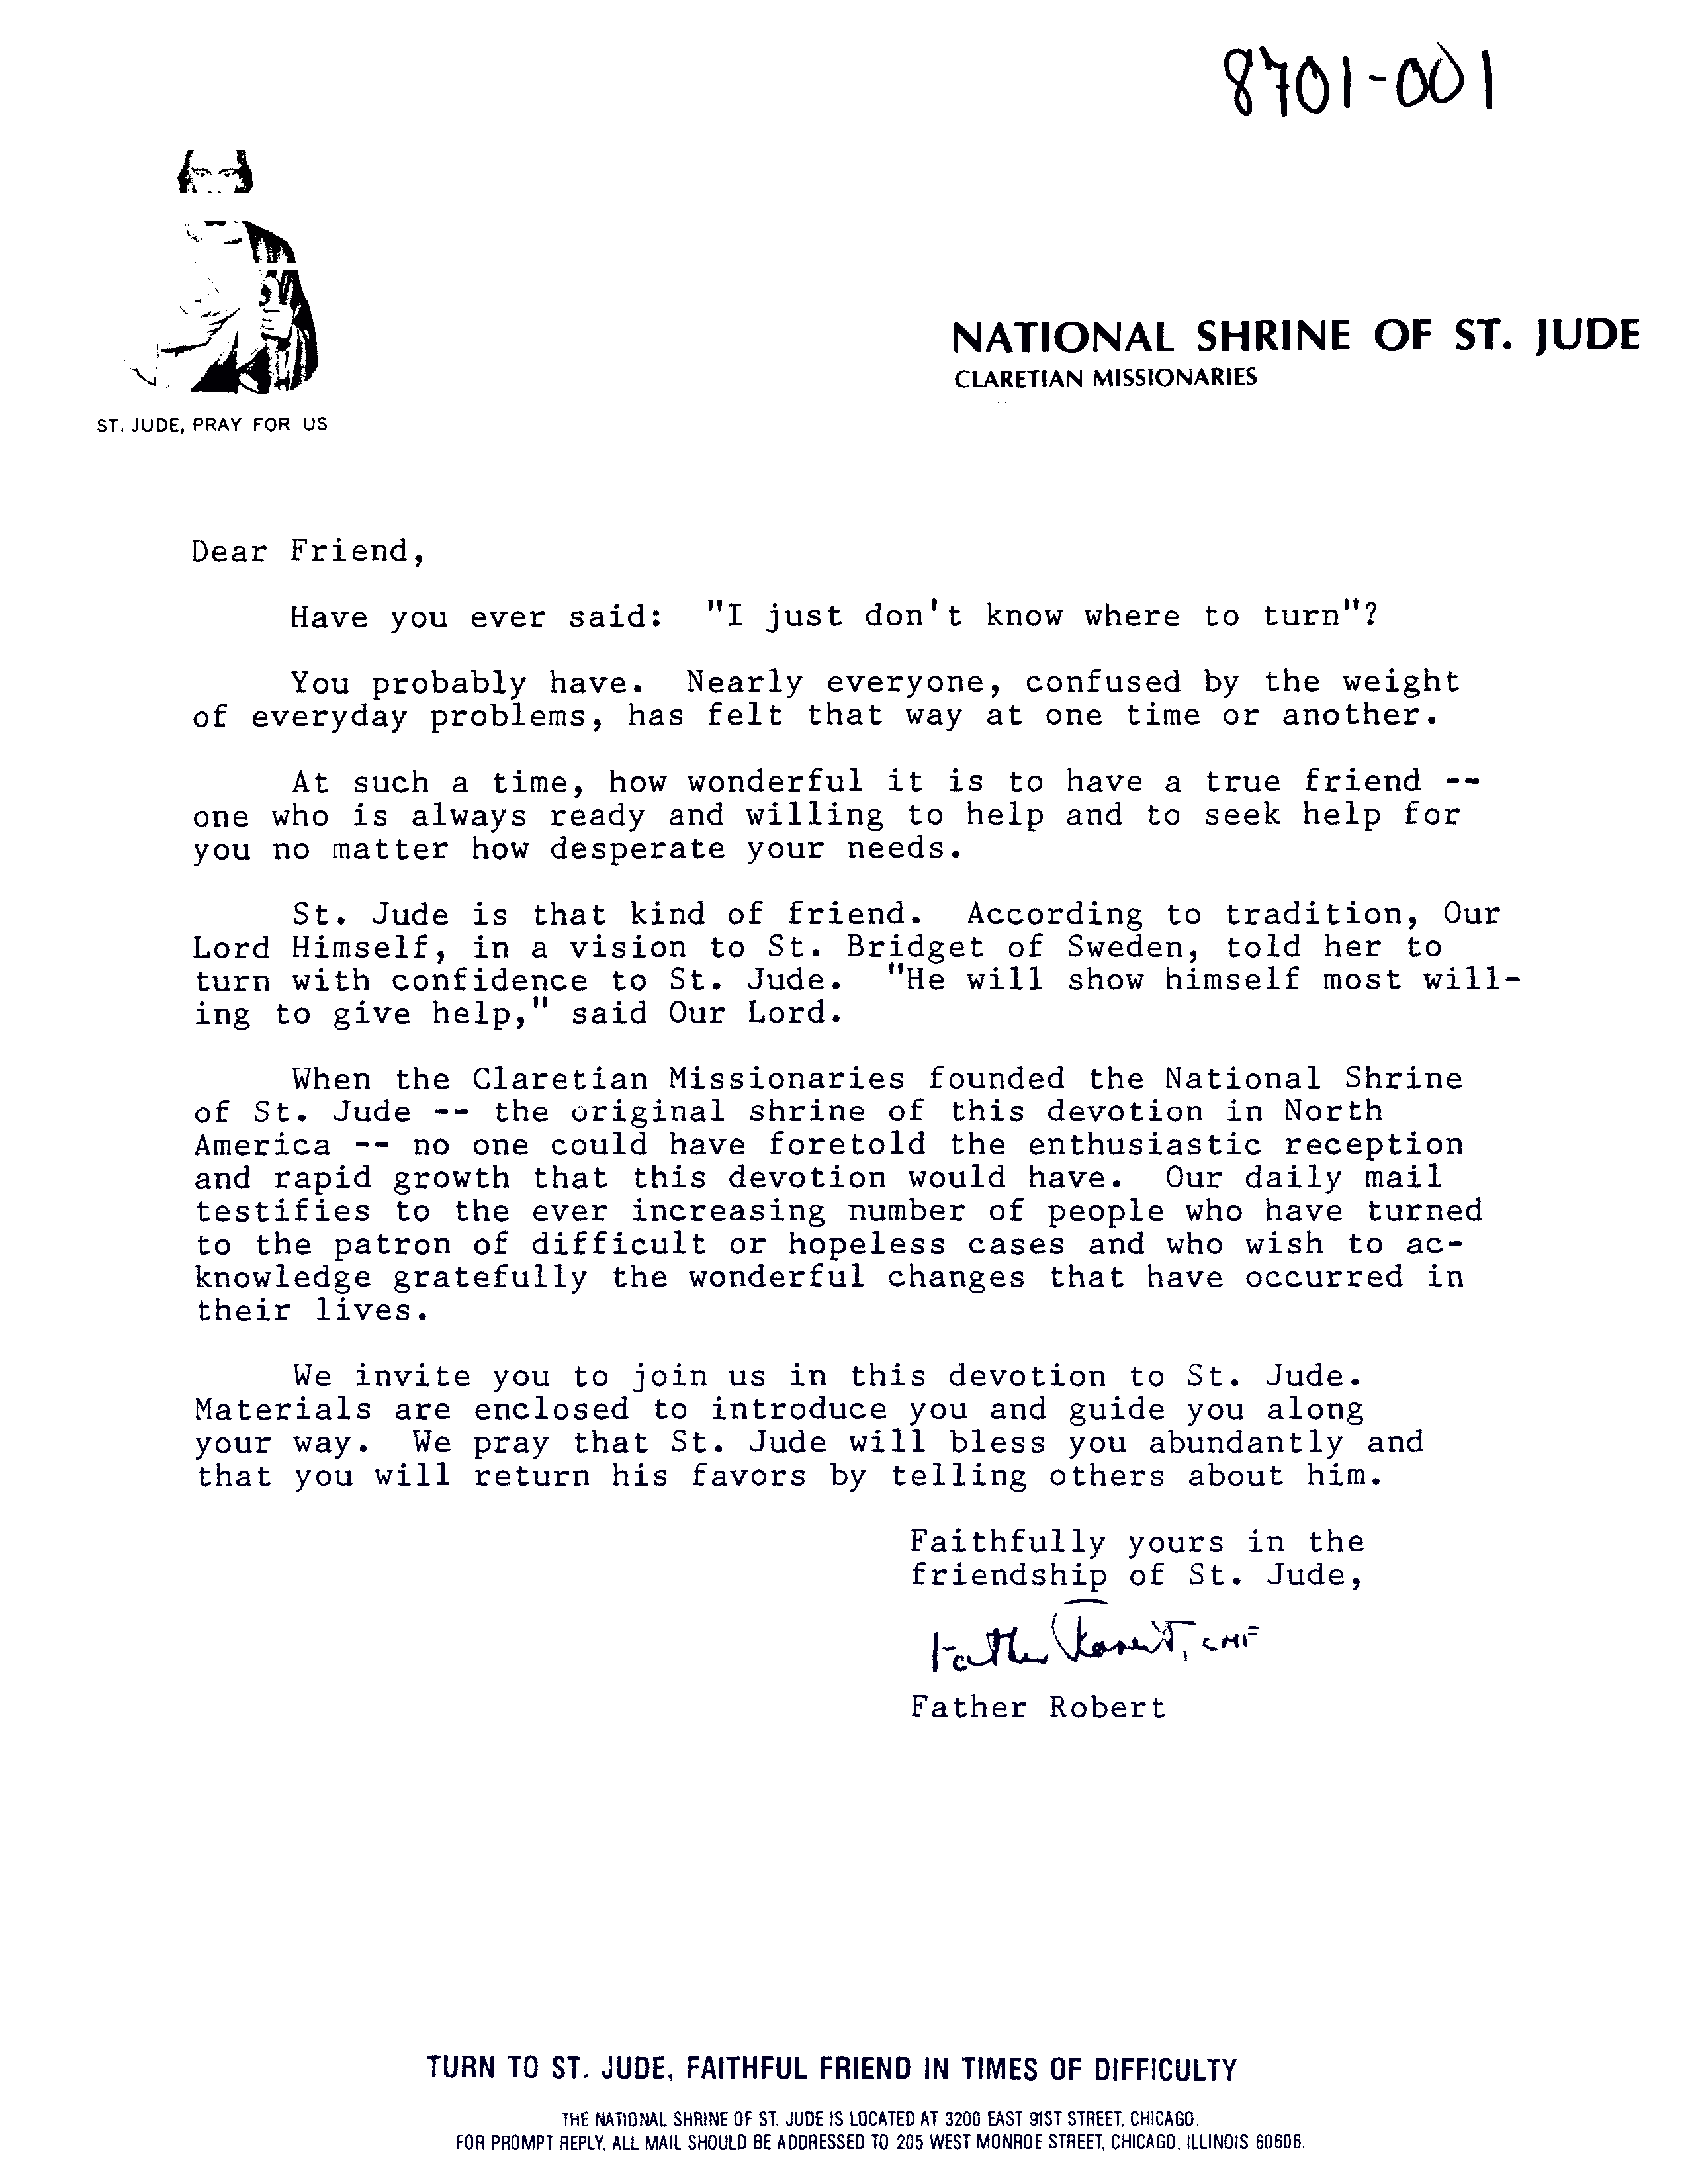 8701-001
NATIONAL SHRINE OF ST. JUDE
CLARETIAN MISSIONARIES
ST. JUDE, PRAY FOR US
Dear Friend,
Have you ever said:  "I just don't know where to turn"?
You probably have.  Nearly everyone, confused by the weight
of everyday problems, has felt that way at one time or another.
At such a time, how wonderful it is to have a true friend --
one who is always ready and willing to help and to seek help for
you no matter how desperate your needs.
St. Jude is that kind of friend.  According to tradition, Our
Lord Himself, in a vision to St. Bridget of Sweden, told her to
turn with confidence to St. Jude.  "He will show himself most will-
ing to give help," said Our Lord.
When the Claretian Missionaries founded the National Shrine
of St. Jude -- the original shrine of this devotion in North
America -- no one could have foretold the enthusiastic reception
and rapid growth that this devotion would have.  Our daily mail
testifies to the ever increasing number of people who have turned
to the patron of difficult or hopeless cases and who wish to ac-
knowledge gratefully the wonderful changes that have occurred in
their lives.
We invite you to join us in this devotion to St. Jude.
Materials are enclosed to introduce you and guide you along
your way.  We pray that St. Jude will bless you abundantly and
that you will return his favors by telling others about him.
Faithfully yours in the
friendship of St. Jude,
Father Robert, CMF
Father Robert
TURN TO ST. JUDE, FAITHFUL FRIEND IN TIMES OF DIFFICULTY
THE NATIONAL SHRINE OF ST. JUDE IS LOCATED AT 3200 EAST 91ST STREET, CHICAGO.
FOR PROMPT REPLY, ALL MAIL SHOULD BE ADDRESSED TO 205 WEST MONROE STREET, CHICAGO, ILLINOIS 60606.